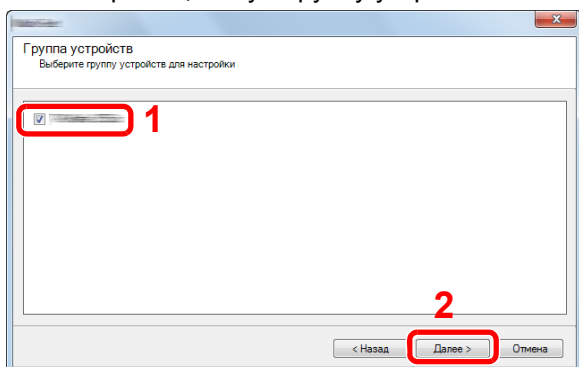 Группа устройств
Выберите группу устройств для настройки
1
2
< Назад Далее > Отмена